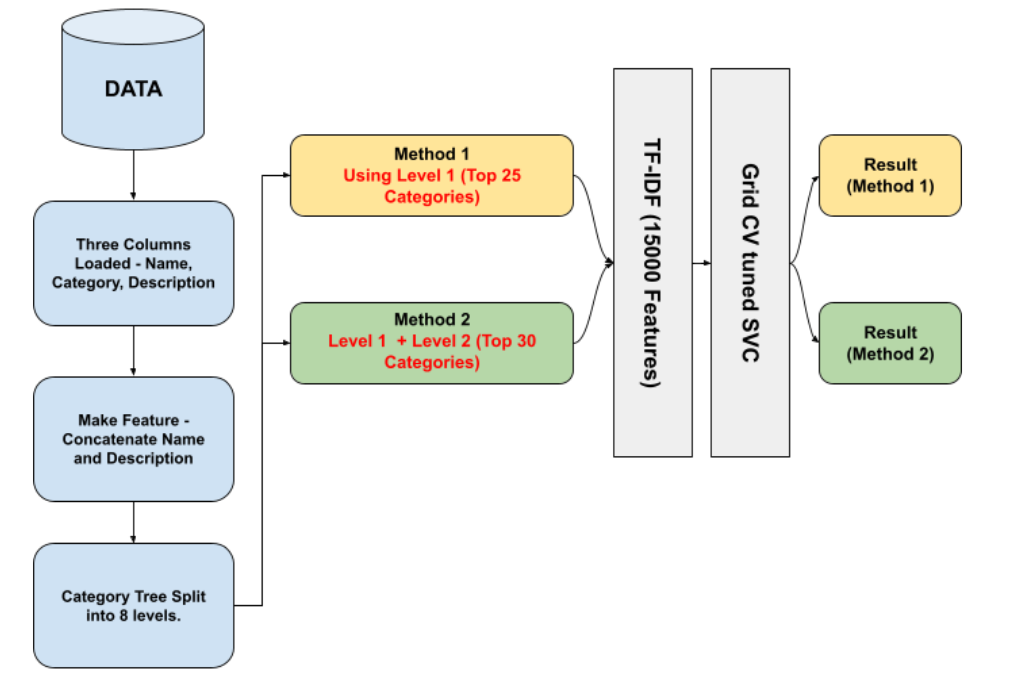 DATA
Three Columns
Loaded - Name,
Category, Description
Make Feature -
Concatenate Name
and Description
Category Tree Split
into 8 levels.
Method 1
Using Level 1 (Top 25
Categories)
Method 2
Level 1  + Level 2 (Top 30
Categories)
TF-IDF (15000 Features)
Grid CV tuned SVC
Result
(Method 1)
Result
(Method 2)